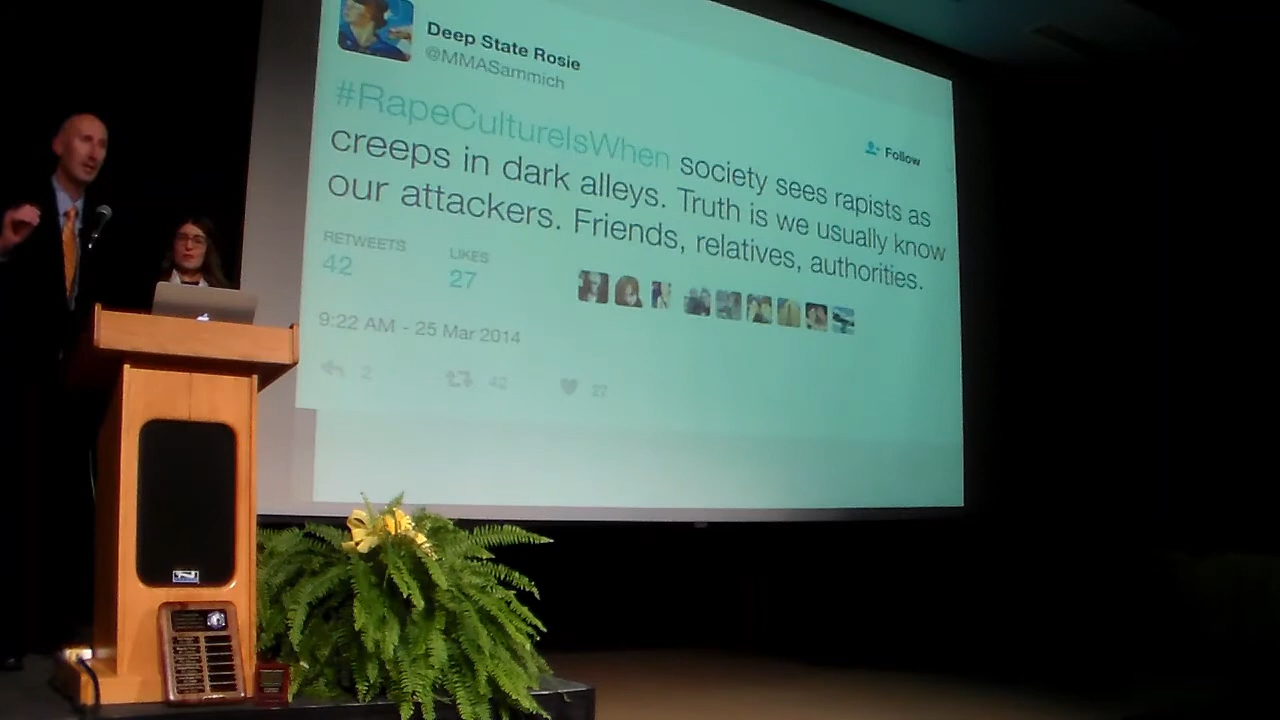 Deep State Rosie
@MMASammich
Follow
#RapeCultureIsWhen society sees rapists as
creeps in dark alleys. Truth is we usually know
our attackers. Friends, relatives, authorities.
RETWEETS LIKES
42 27
9:22 AM - 25 Mar 2014
2 42 27